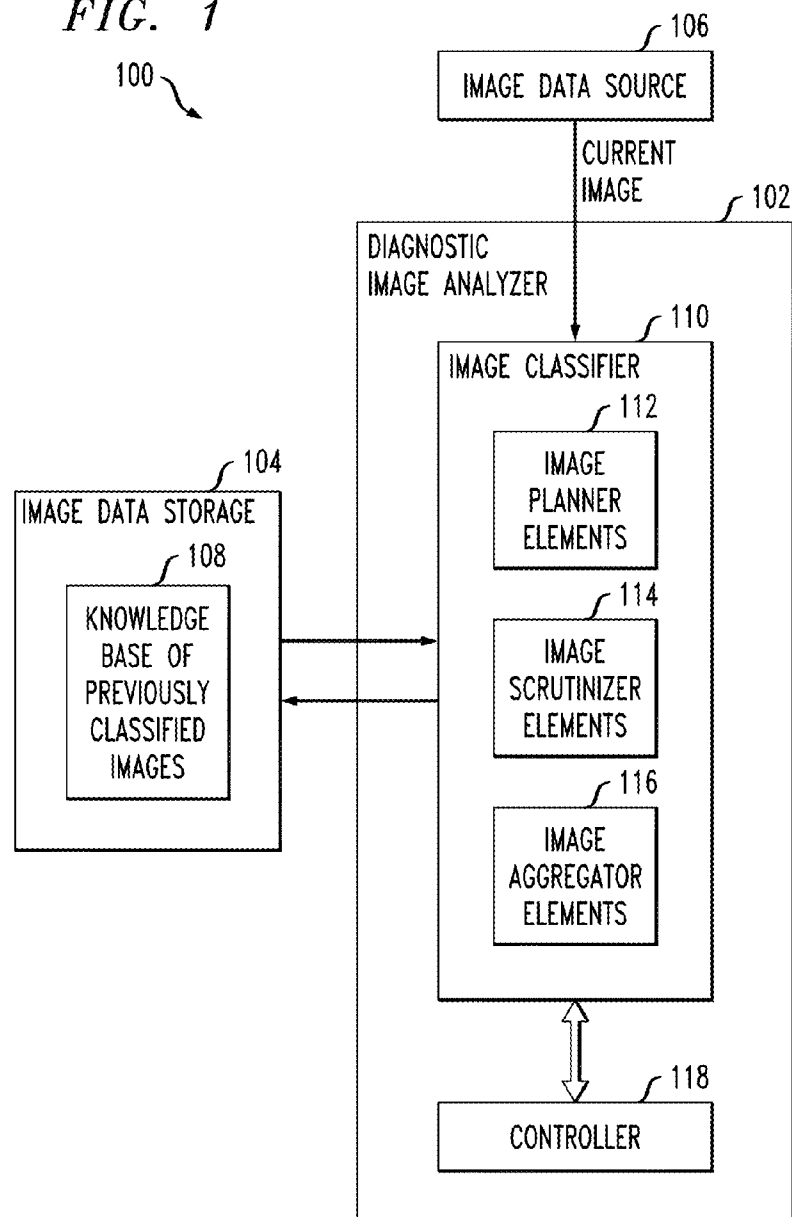 FIG. 1
100
106
IMAGE DATA SOURCE
CURRENT
IMAGE
102
DIAGNOSTIC
IMAGE ANALYZER
110
IMAGE CLASSIFIER
112
IMAGE
PLANNER
ELEMENTS
104
IMAGE DATA STORAGE
108
KNOWLEDGE
BASE OF
PREVIOUSLY
CLASSIFIED
IMAGES
114
IMAGE
SCRUTINIZER
ELEMENTS
116
IMAGE
AGGREGATOR
ELEMENTS
118
CONTROLLER